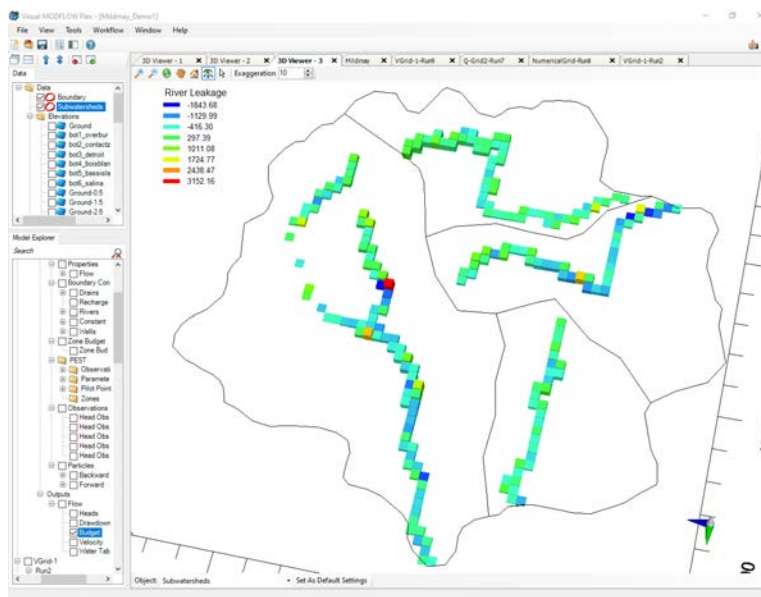 Visual MODFLOW Flex - [Mildmay_Demo1]
File View Tools Workflow Window Help
3D Viewer - 1 3D Viewer - 2 3D Viewer - 3 Mildmay VGrid-1-Run6 Q-Grid2-Run7 NumericalGrid-Run8 VGrid-1-Run2
Exaggeration 10
Data
Data
Boundary
Subwatersheds
Elevations
Ground
bot1_overbur
bot2_contactz
bot3_detroit
bot4_boisblan
bot5_bassisla
bot6_salina
Ground-0.5
Ground-1.5
Ground-2.5
Model Explorer
Search
Properties
Flow
Boundary Con
Drains
Recharge
Rivers
Constant
Wells
Zone Budget
Zone Bud
PEST
Observati
Paramete
Pilot Point
Zones
Observations
Head Obs
Head Obs
Head Obs
Head Obs
Particles
Backward
Forward
Outputs
Flow
Heads
Drawdown
Budget
Velocity
Water Tab
VGrid-1
Run2
River Leakage
-1843.68
-1129.99
-416.30
297.39
1011.08
1724.77
2438.47
3152.16
Object: Subwatersheds Set As Default Settings